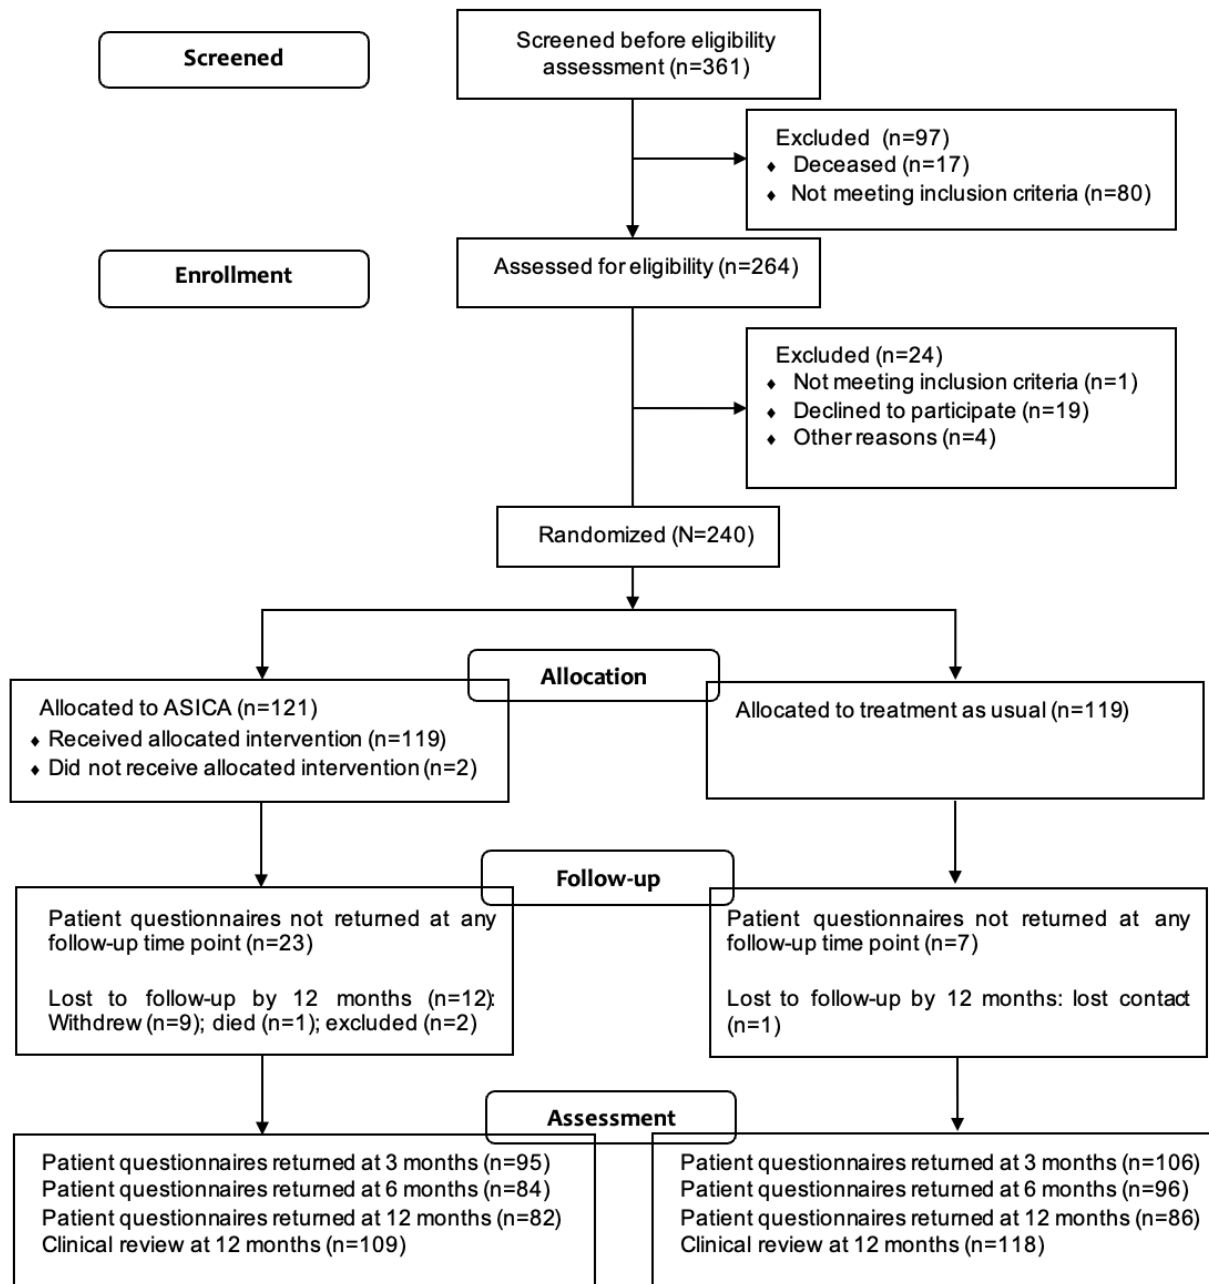 Screened
Screened before eligibility
assessment (n=361)
Excluded (n=97)
♦ Deceased (n=17)
♦ Not meeting inclusion criteria (n=80)
Enrollment
Assessed for eligibility (n=264)
Excluded (n=24)
♦ Not meeting inclusion criteria (n=1)
♦ Declined to participate (n=19)
♦ Other reasons (n=4)
Randomized (N=240)
Allocation
Allocated to ASICA (n=121)
♦ Received allocated intervention (n=119)
♦ Did not receive allocated intervention (n=2)
Allocated to treatment as usual (n=119)
Follow-up
Patient questionnaires not returned at any
follow-up time point (n=23)
Lost to follow-up by 12 months (n=12):
Withdrew (n=9); died (n=1); excluded (n=2)
Patient questionnaires not returned at any
follow-up time point (n=7)
Lost to follow-up by 12 months: lost contact
(n=1)
Assessment
Patient questionnaires returned at 3 months (n=95)
Patient questionnaires returned at 6 months (n=84)
Patient questionnaires returned at 12 months (n=82)
Clinical review at 12 months (n=109)
Patient questionnaires returned at 3 months (n=106)
Patient questionnaires returned at 6 months (n=96)
Patient questionnaires returned at 12 months (n=86)
Clinical review at 12 months (n=118)